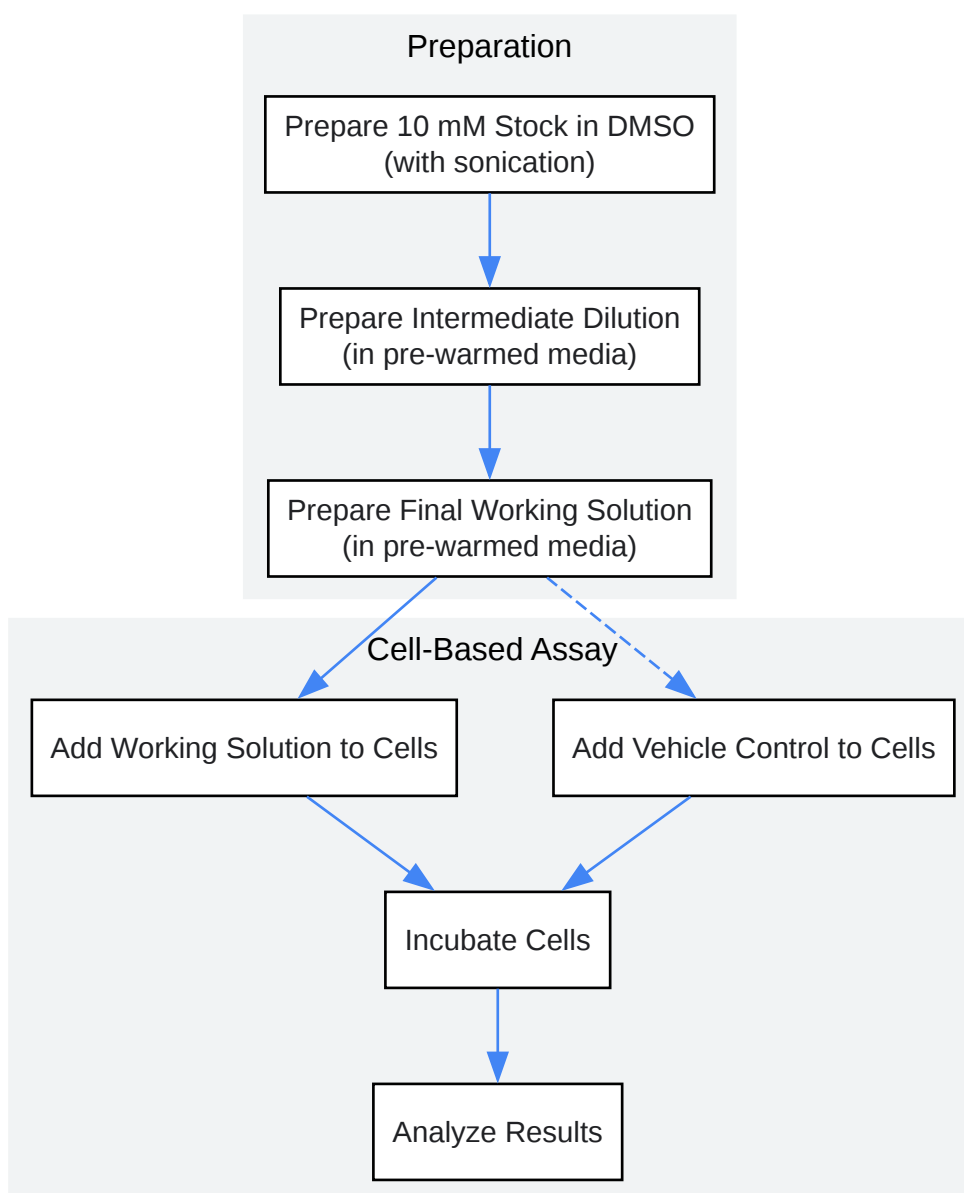 Preparation
Prepare 10 mM Stock in DMSO
(with sonication)
Prepare Intermediate Dilution
(in pre-warmed media)
Prepare Final Working Solution
(in pre-warmed media)
Cell-Based Assay
Add Working Solution to Cells
Add Vehicle Control to Cells
Incubate Cells
Analyze Results